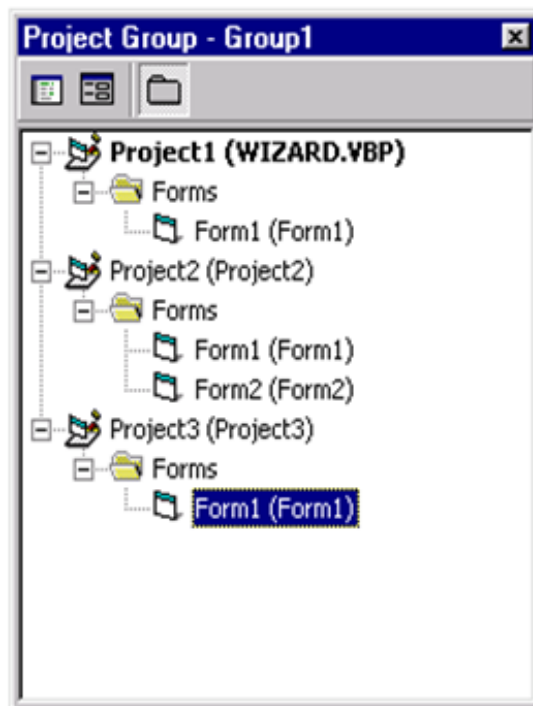 Project Group - Group1
Project1 (WIZARD.VBP)
Forms
Form1 (Form1)
Project2 (Project2)
Forms
Form1 (Form1)
Form2 (Form2)
Project3 (Project3)
Forms
Form1 (Form1)